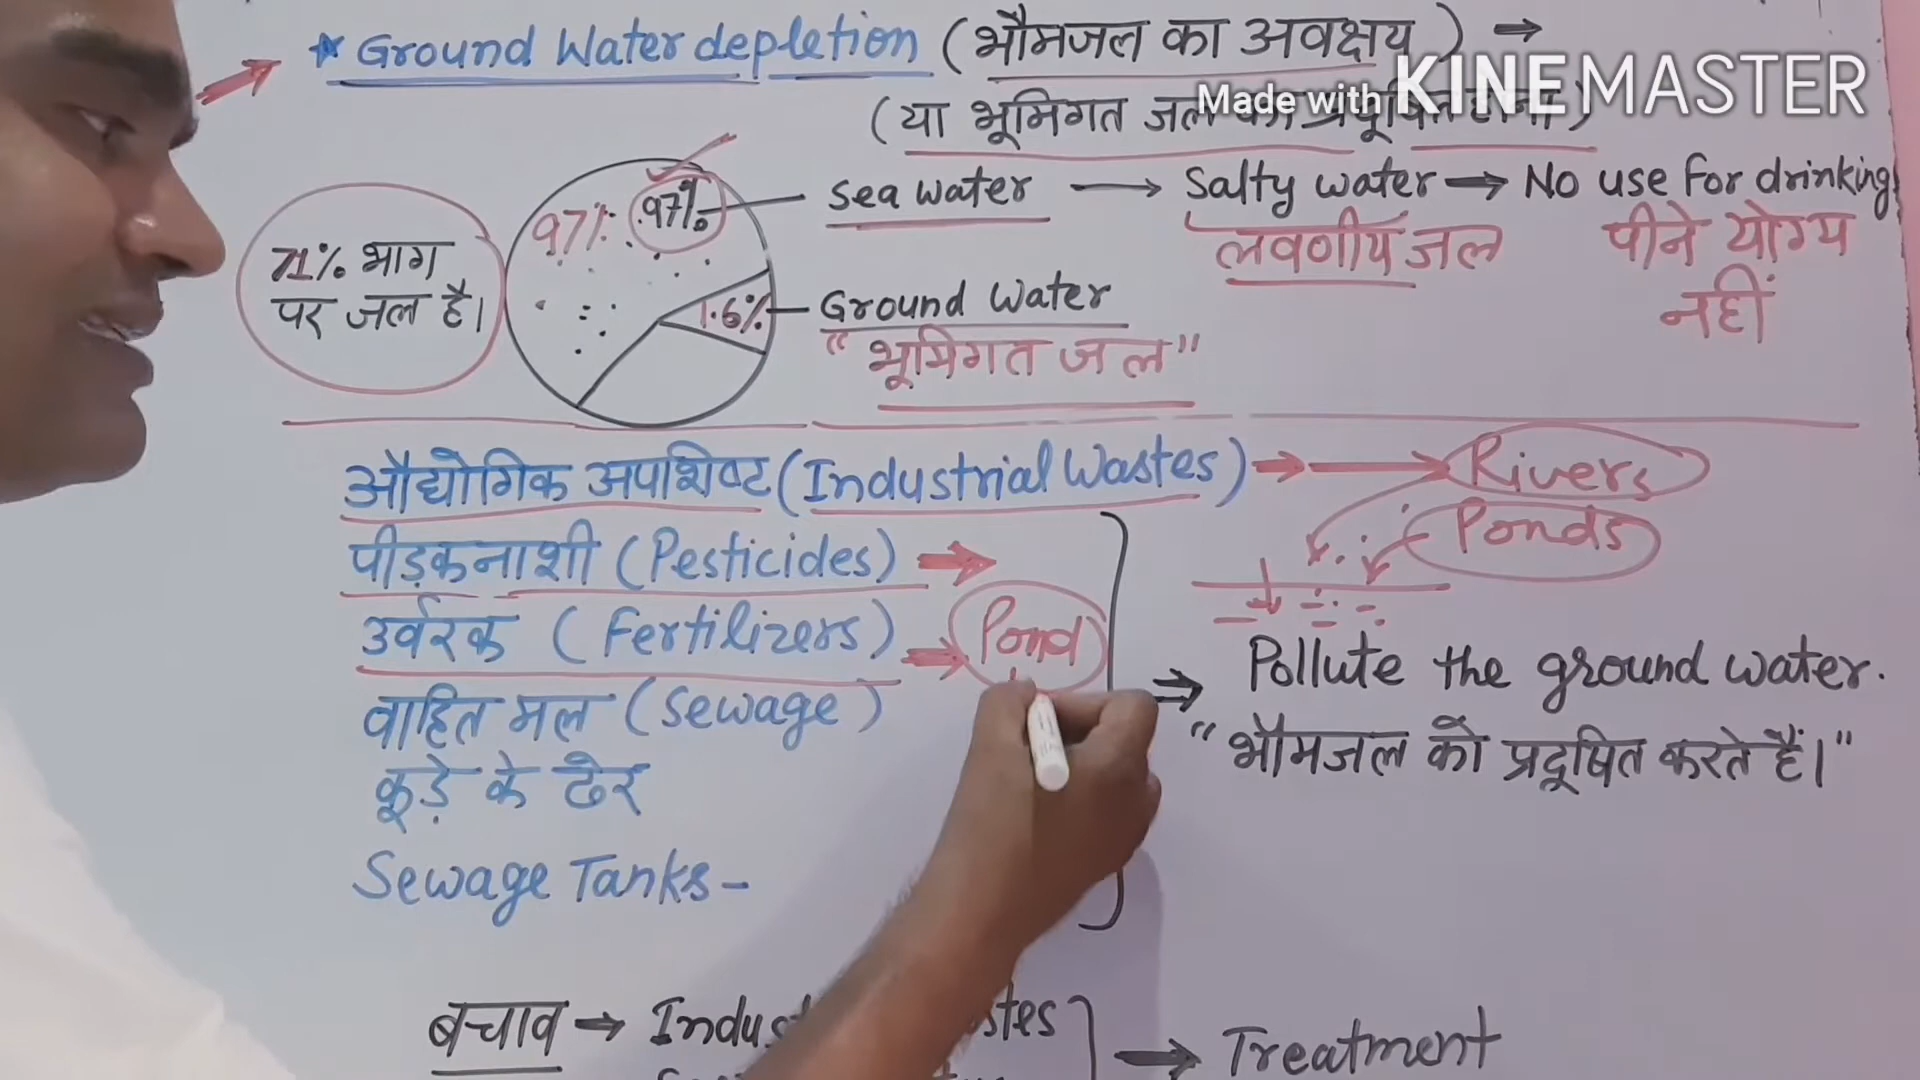 * Ground Water depletion (भौमजल का अवक्षय) →
Made with KINEMASTER
(या भूमिगत जल
97% 97% Sea water → Salty water → No use for drinking
लवणीय जल पीने योग्य नहीं
71% भाग
पर जल है।
1.6% Ground Water
"भूमिगत जल"
औद्योगिक अपशिष्ट (Industrial Wastes) → → Rivers
Ponds
पीड़कनाशी (Pesticides) →
उर्वरक (Fertilizers) → Pond
⇒ Pollute the ground water.
वाहित मल (Sewage)
"भौमजल को प्रदूषित करते हैं।"
कूड़े के ढेर
Sewage Tanks -
बचाव → → Treatment